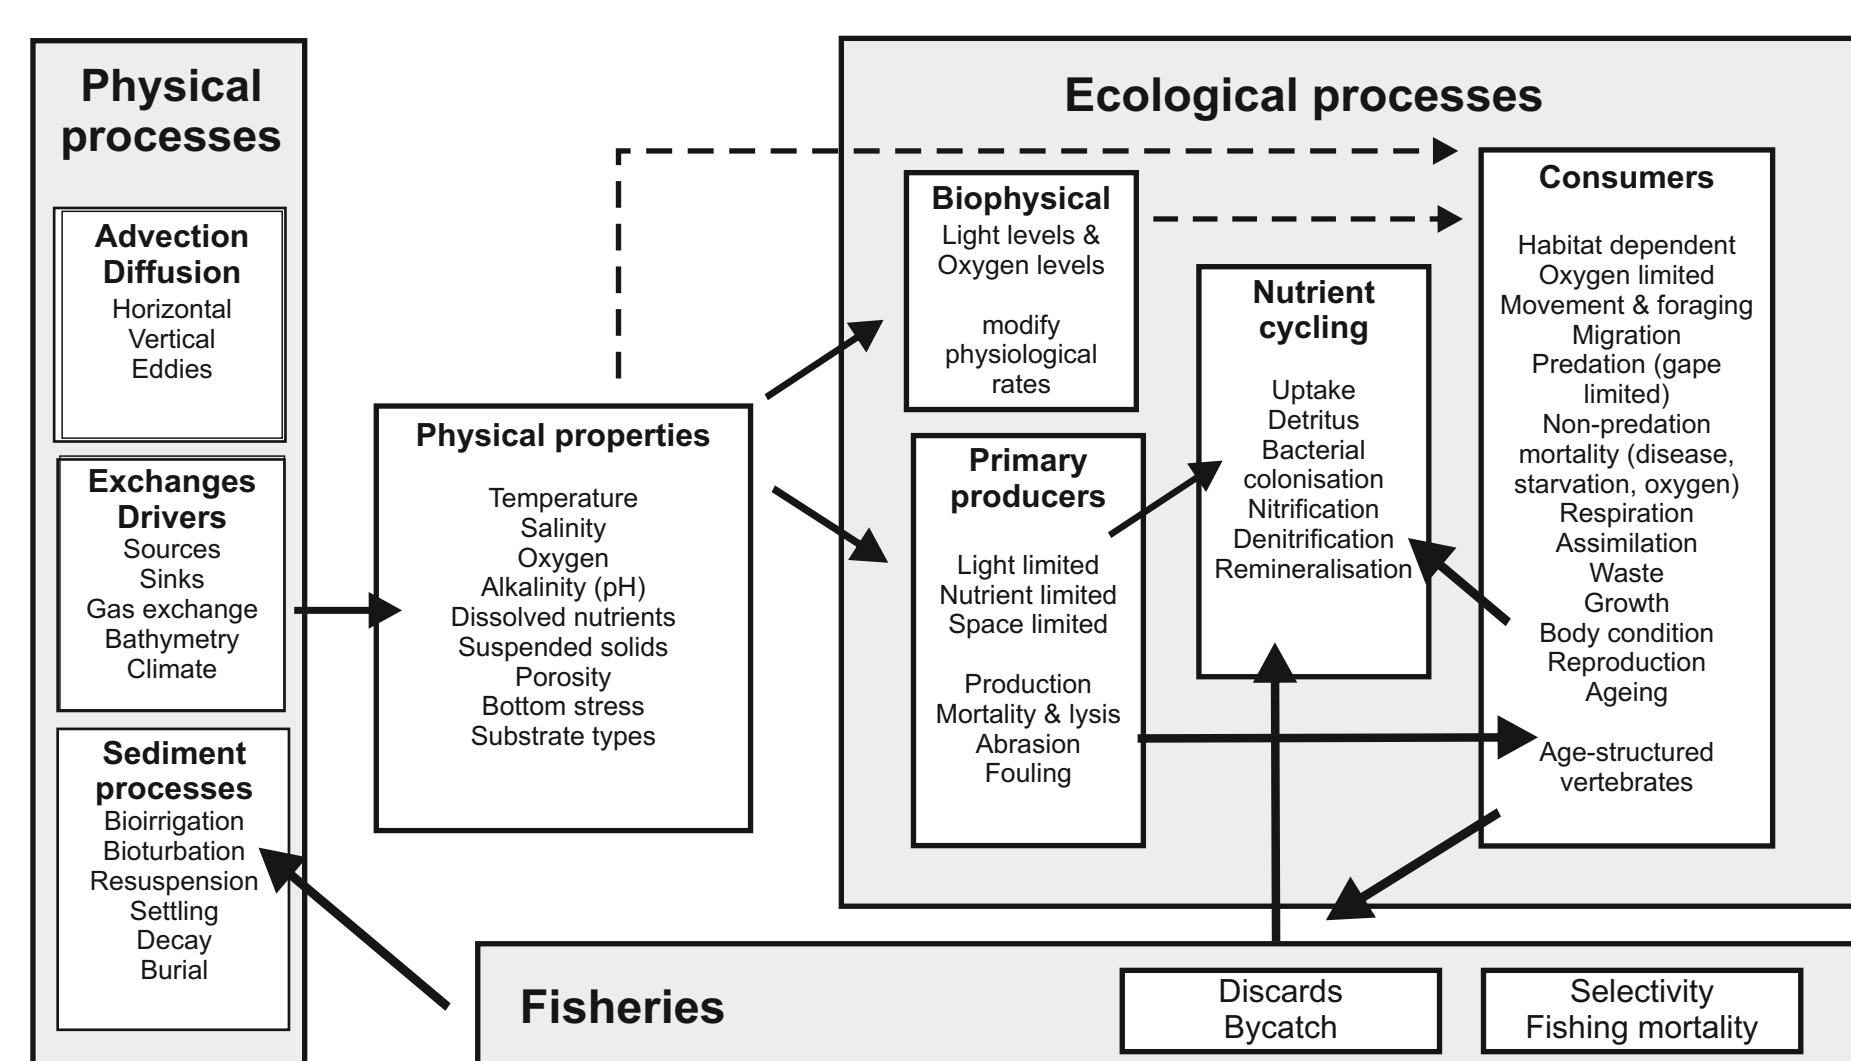 Physical
processes
Advection
Diffusion
Horizontal
Vertical
Eddies
Exchanges
Drivers
Sources
Sinks
Gas exchange
Bathymetry
Climate
Sediment
processes
Bioirrigation
Bioturbation
Resuspension
Settling
Decay
Burial
Physical properties
Temperature
Salinity
Oxygen
Alkalinity (pH)
Dissolved nutrients
Suspended solids
Porosity
Bottom stress
Substrate types
Ecological processes
Biophysical
Light levels &
Oxygen levels
modify
physiological
rates
Primary
producers
Light limited
Nutrient limited
Space limited
Production
Mortality & lysis
Abrasion
Fouling
Nutrient
cycling
Uptake
Detritus
Bacterial
colonisation
Nitrification
Denitrification
Remineralisation
Consumers
Habitat dependent
Oxygen limited
Movement & foraging
Migration
Predation (gape
limited)
Non-predation
mortality (disease,
starvation, oxygen)
Respiration
Assimilation
Waste
Growth
Body condition
Reproduction
Ageing
Age-structured
vertebrates
Fisheries
Discards
Bycatch
Selectivity
Fishing mortality